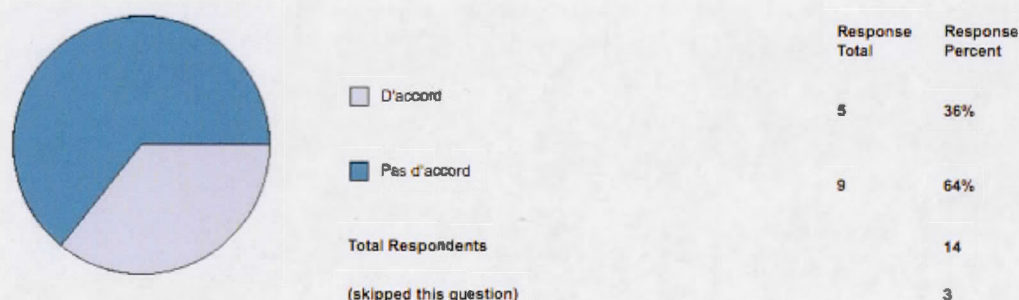 Response Response
Total Percent
D'accord 5 36%
Pas d'accord 9 64%
Total Respondents 14
(skipped this question) 3